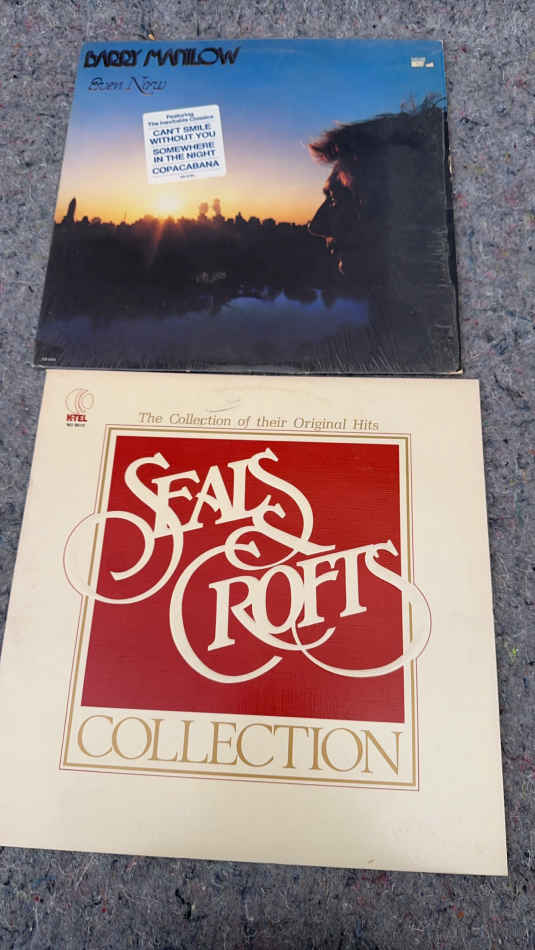 BARRY MANILOW
Even Now
Featuring
The Inevitable Classics
CAN'T SMILE
WITHOUT YOU
SOMEWHERE
IN THE NIGHT
COPACABANA
K-TEL
The Collection of their Original Hits
SEALS
&
CROFTS
COLLECTION